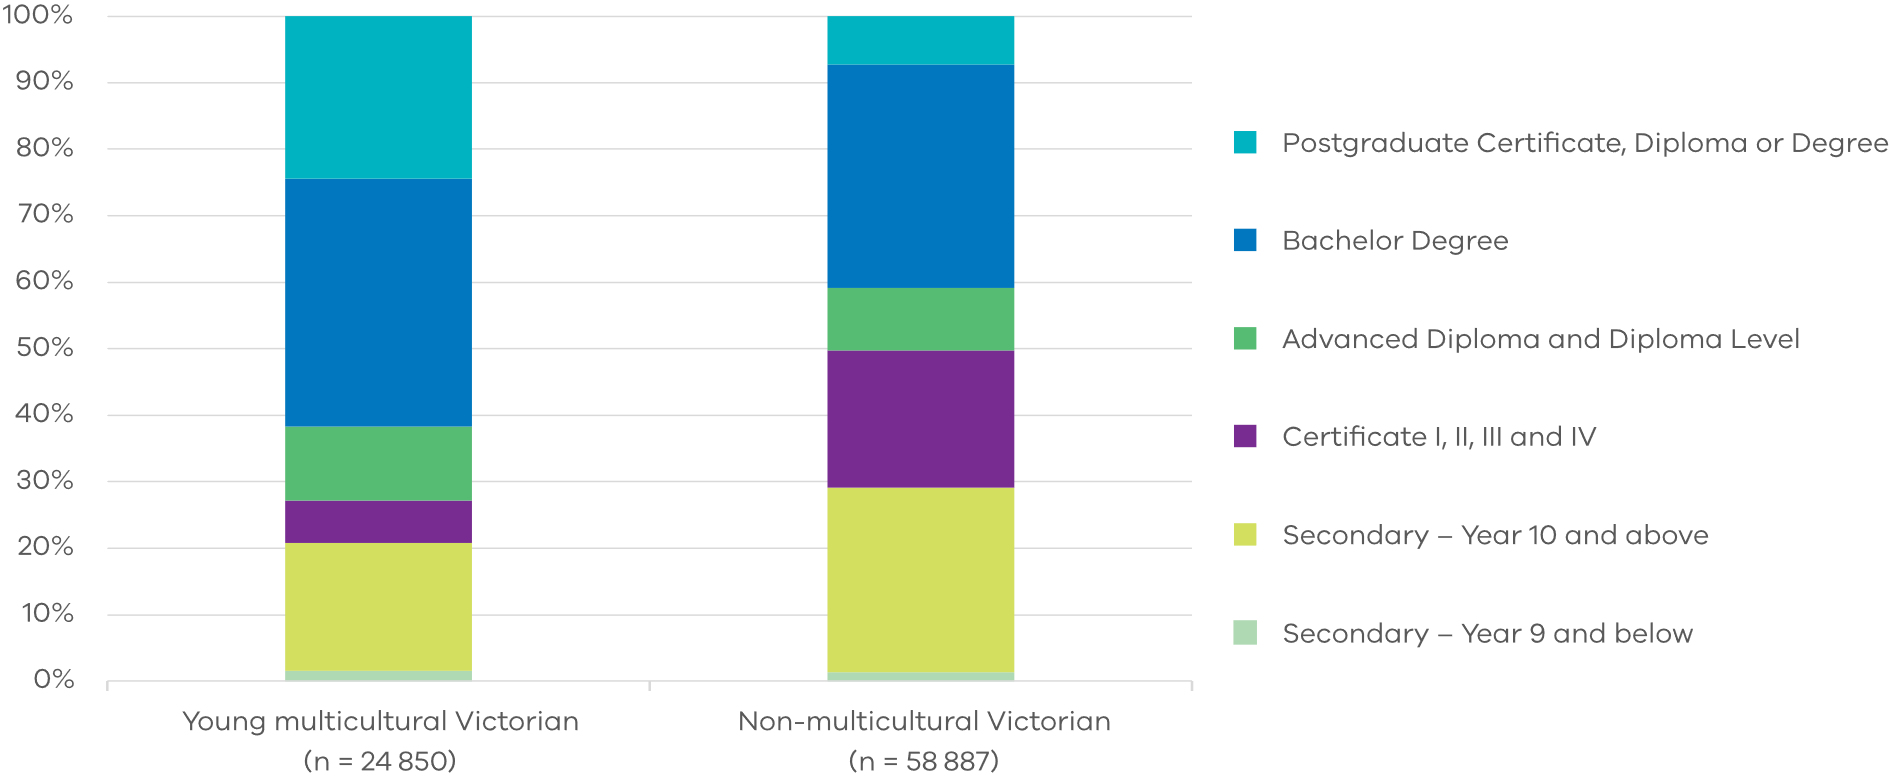 100%
90%
80%
70%
60%
50%
40%
30%
20%
10%
0%
Young multicultural Victorian
(n = 24 850)
Non-multicultural Victorian
(n = 58 887)
Postgraduate Certificate, Diploma or Degree
Bachelor Degree
Advanced Diploma and Diploma Level
Certificate I, II, III and IV
Secondary – Year 10 and above
Secondary – Year 9 and below